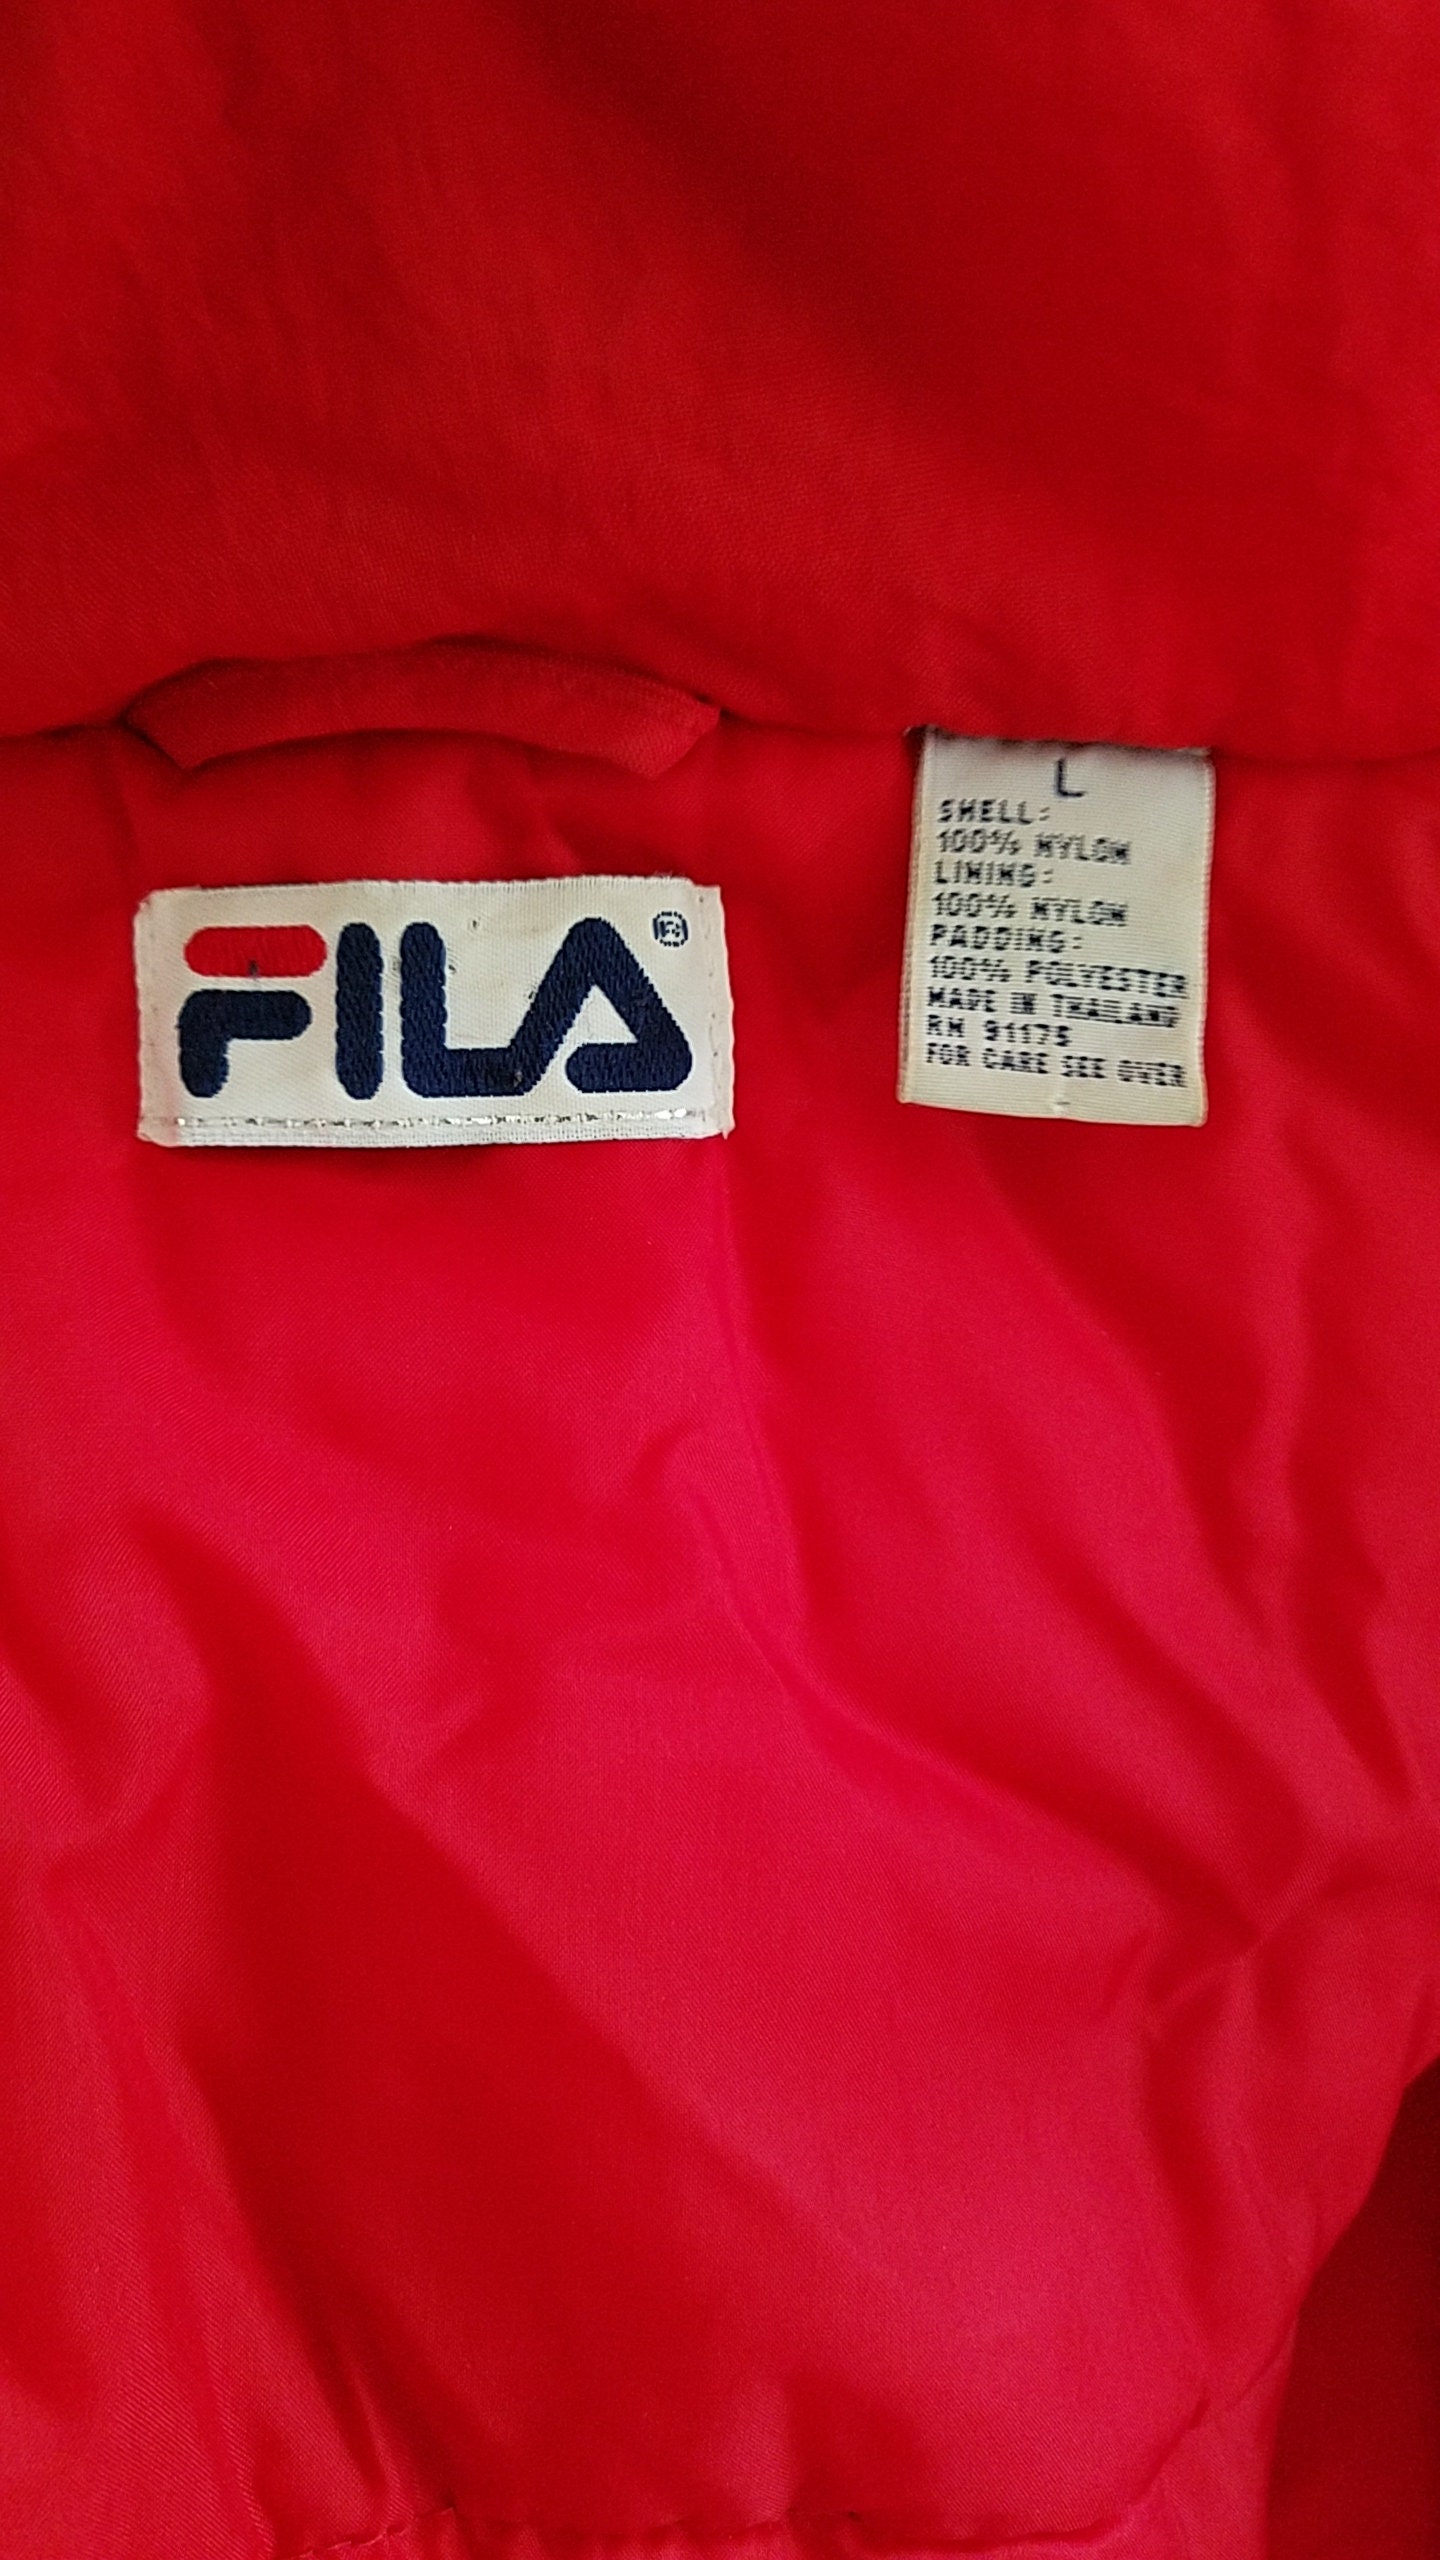 FILA®
L
SHELL:
100% NYLON
LINING:
100% NYLON
PADDING:
100% POLYESTER
MADE IN THAILAND
RN 91175
FOR CARE SEE OVER